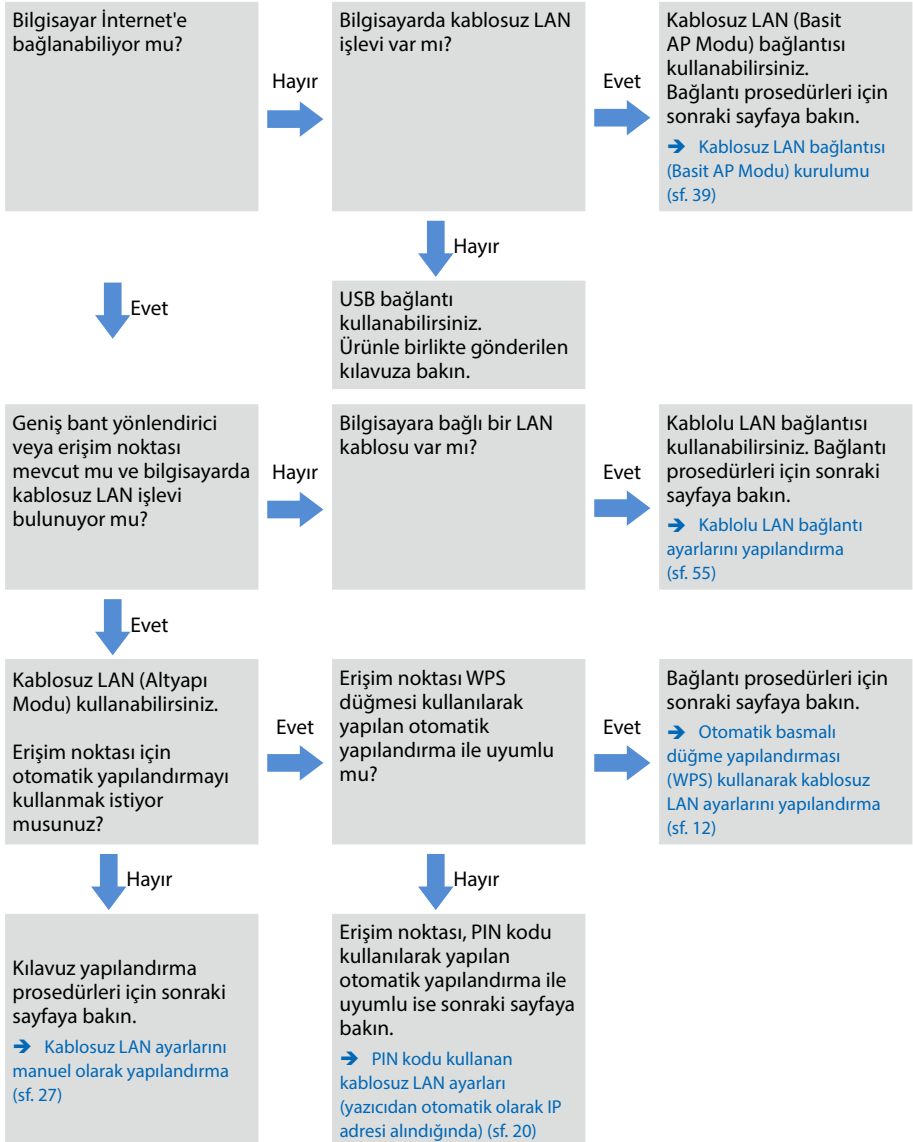 Bilgisayar İnternet'e
bağlanabiliyor mu?
Hayır
Bilgisayarda kablosuz LAN
işlevi var mı?
Evet
Kablosuz LAN (Basit
AP Modu) bağlantısı
kullanabilirsiniz.
Bağlantı prosedürleri için
sonraki sayfaya bakın.
➔ Kablosuz LAN bağlantısı
(Basit AP Modu) kurulumu
(sf. 39)
Evet
Hayır
USB bağlantı
kullanabilirsiniz.
Ürünle birlikte gönderilen
kılavuza bakın.
Geniş bant yönlendirici
veya erişim noktası
mevcut mu ve bilgisayarda
kablosuz LAN işlevi
bulunuyor mu?
Hayır
Bilgisayara bağlı bir LAN
kablosu var mı?
Evet
Kablolu LAN bağlantısı
kullanabilirsiniz. Bağlantı
prosedürleri için sonraki
sayfaya bakın.
➔ Kablolu LAN bağlantı
ayarlarını yapılandırma
(sf. 55)
Evet
Kablosuz LAN (Altyapı
Modu) kullanabilirsiniz.
Erişim noktası için
otomatik yapılandırmayı
kullanmak istiyor
musunuz?
Evet
Erişim noktası WPS
düğmesi kullanılarak
yapılan otomatik
yapılandırma ile uyumlu
mu?
Evet
Bağlantı prosedürleri için
sonraki sayfaya bakın.
➔ Otomatik basmalı
düğme yapılandırması
(WPS) kullanarak kablosuz
LAN ayarlarını yapılandırma
(sf. 12)
Hayır
Hayır
Kılavuz yapılandırma
prosedürleri için sonraki
sayfaya bakın.
➔ Kablosuz LAN ayarlarını
manuel olarak yapılandırma
(sf. 27)
Erişim noktası, PIN kodu
kullanılarak yapılan
otomatik yapılandırma ile
uyumlu ise sonraki sayfaya
bakın.
➔ PIN kodu kullanan
kablosuz LAN ayarları
(yazıcıdan otomatik olarak IP
adresi alındığında) (sf. 20)